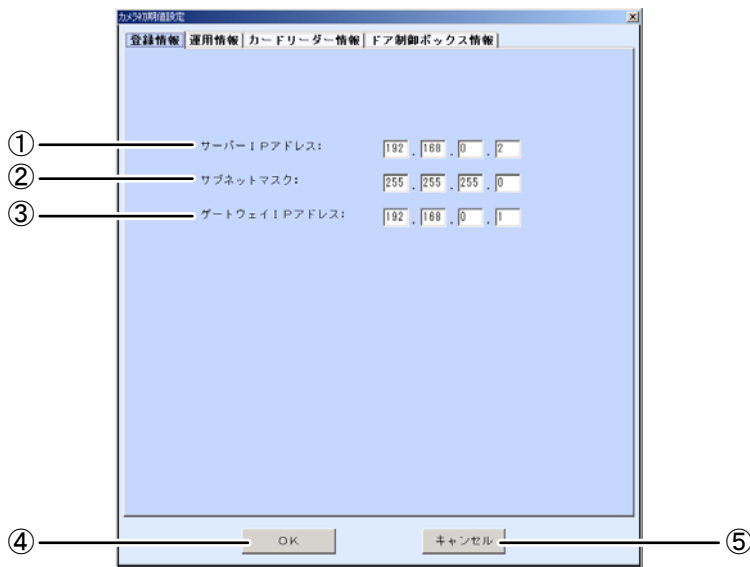 カメラ初期値設定
登録情報 運用情報 カードリーダー情報 ドア制御ボックス情報
① サーバーIPアドレス: 192 . 168 . 0 . 2
② サブネットマスク: 255 . 255 . 255 . 0
③ ゲートウェイIPアドレス: 192 . 168 . 0 . 1
④ OK キャンセル ⑤